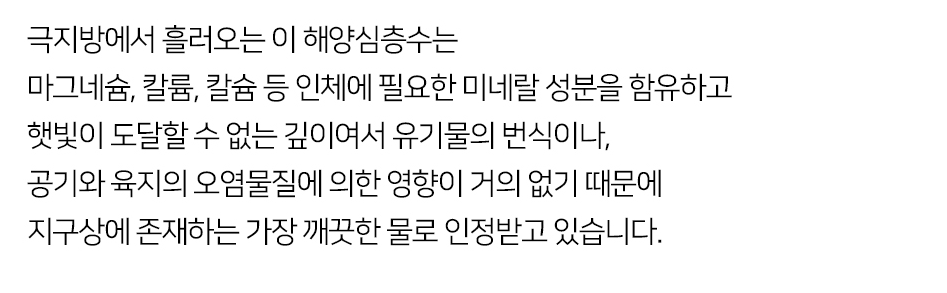 극지방에서 흘러오는 이 해양심층수는
마그네슘, 칼륨, 칼슘 등 인체에 필요한 미네랄 성분을 함유하고
햇빛이 도달할 수 없는 깊이여서 유기물의 번식이나,
공기와 육지의 오염물질에 의한 영향이 거의 없기 때문에
지구상에 존재하는 가장 깨끗한 물로 인정받고 있습니다.